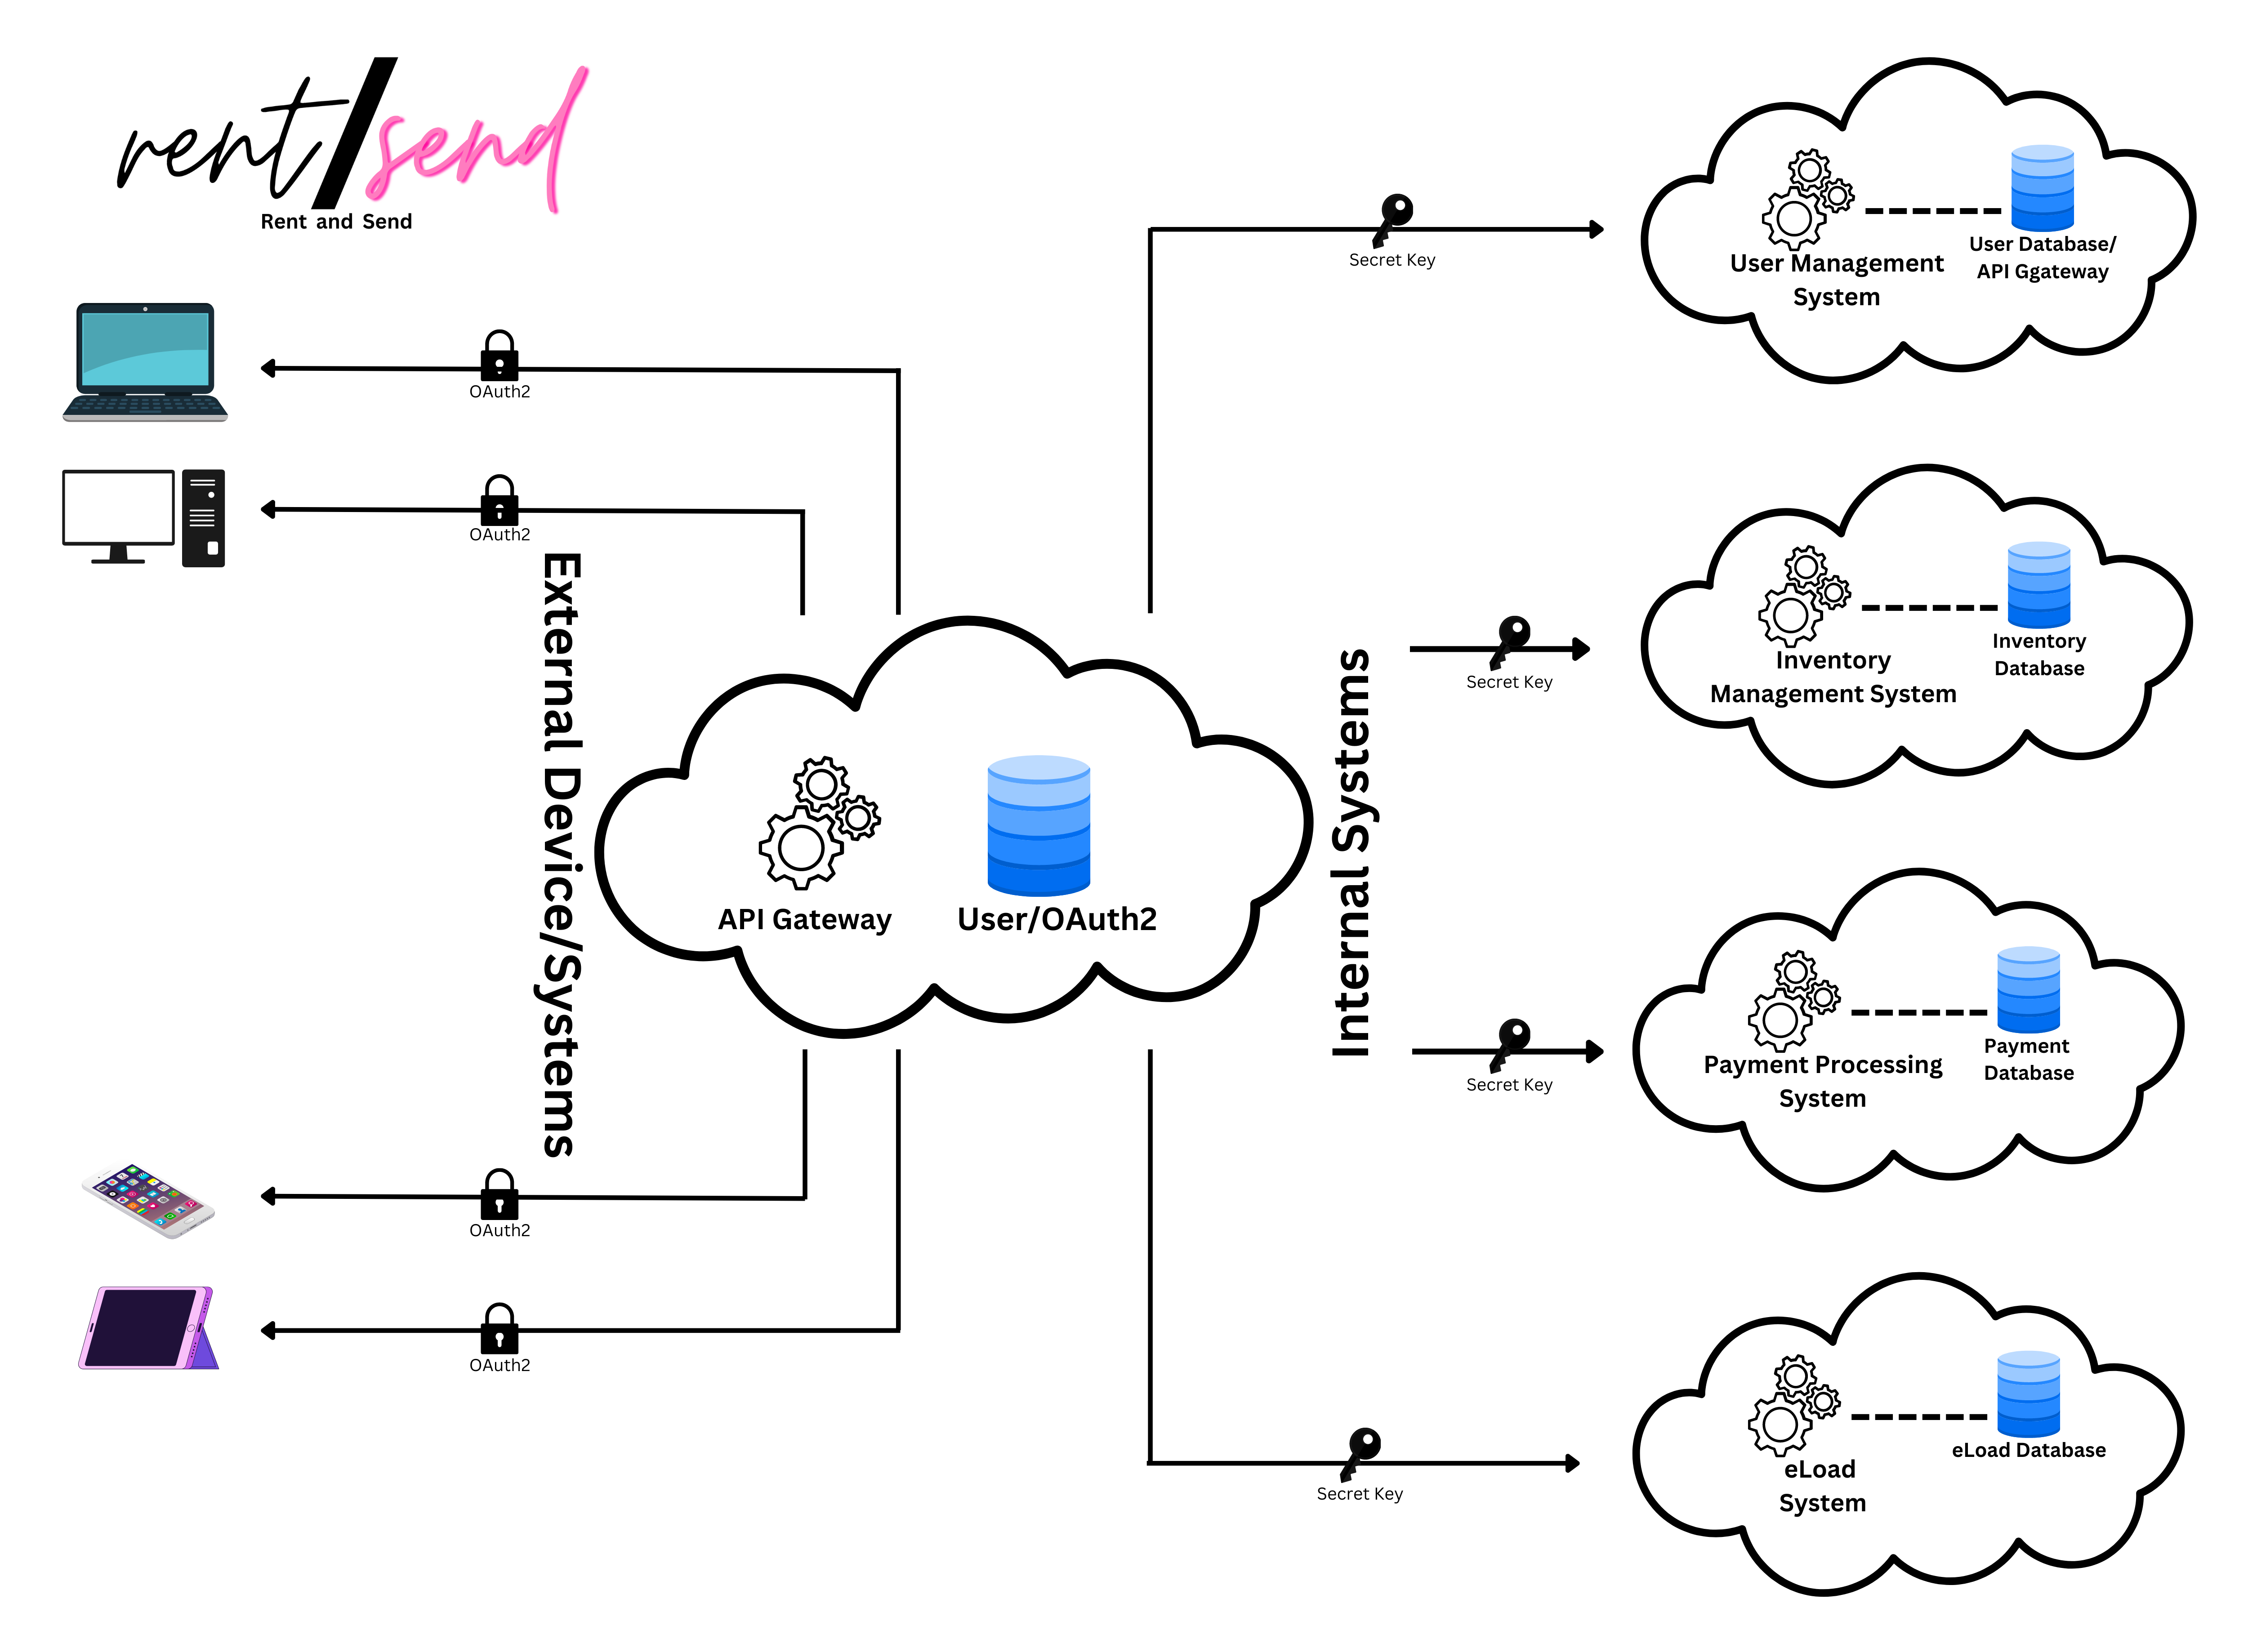 rent/send
Rent and Send
OAuth2
OAuth2
External Device/Systems
OAuth2
OAuth2
API Gateway
User/OAuth2
Internal Systems
Secret Key
Secret Key
Secret Key
Secret Key
User Management
System
User Database/
API Ggateway
Inventory
Management System
Inventory
Database
Payment Processing
System
Payment
Database
eLoad
System
eLoad Database